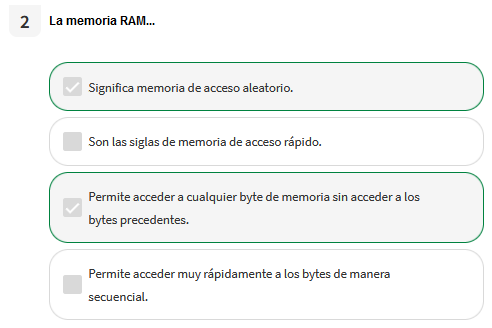 2 La memoria RAM...
Significa memoria de acceso aleatorio.
Son las siglas de memoria de acceso rápido.
Permite acceder a cualquier byte de memoria sin acceder a los
bytes precedentes.
Permite acceder muy rápidamente a los bytes de manera
secuencial.